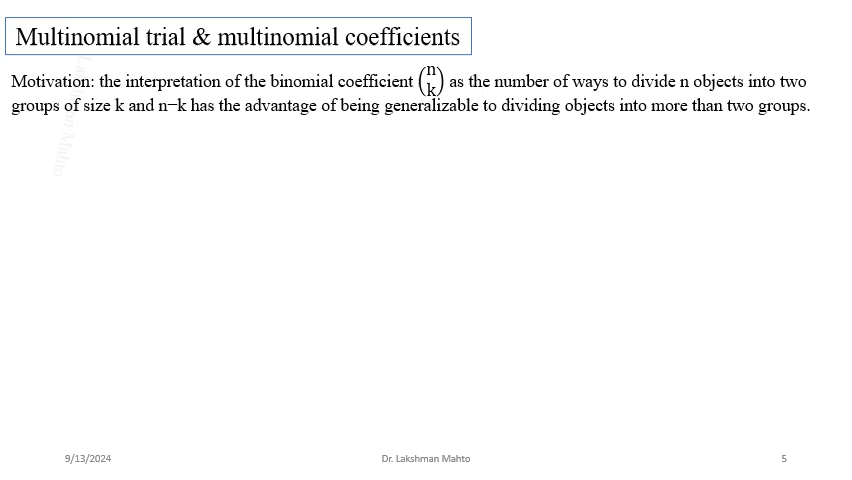 Multinomial trial & multinomial coefficients
Motivation: the interpretation of the binomial coefficient (n k) as the number of ways to divide n objects into two
groups of size k and n−k has the advantage of being generalizable to dividing objects into more than two groups.
Mahto
9/13/2024 Dr. Lakshman Mahto 5